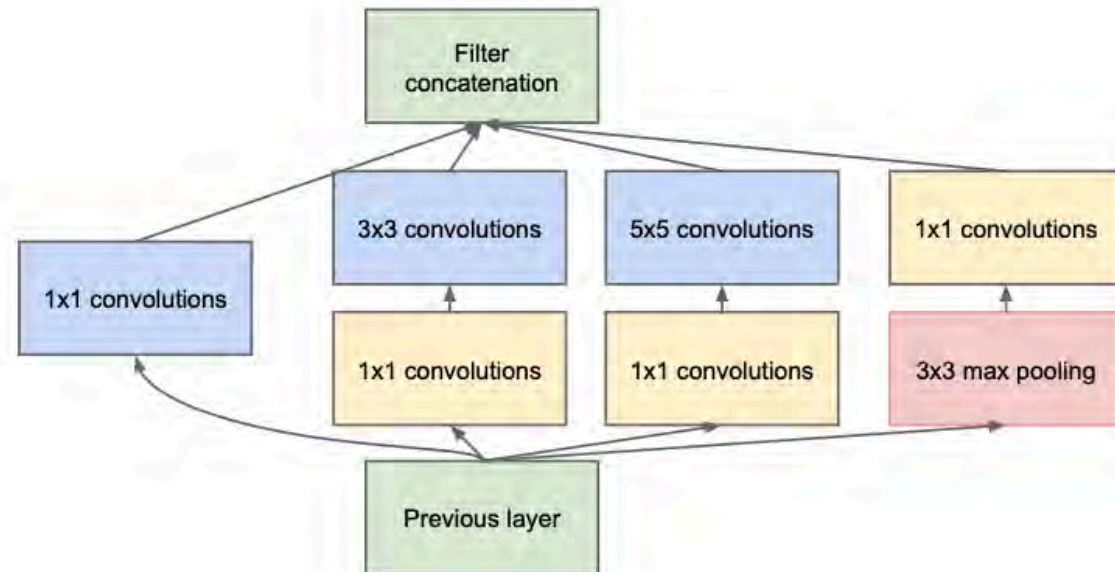 Filter
concatenation
3x3 convolutions
5x5 convolutions
1x1 convolutions
1x1 convolutions
1x1 convolutions
1x1 convolutions
3x3 max pooling
Previous layer